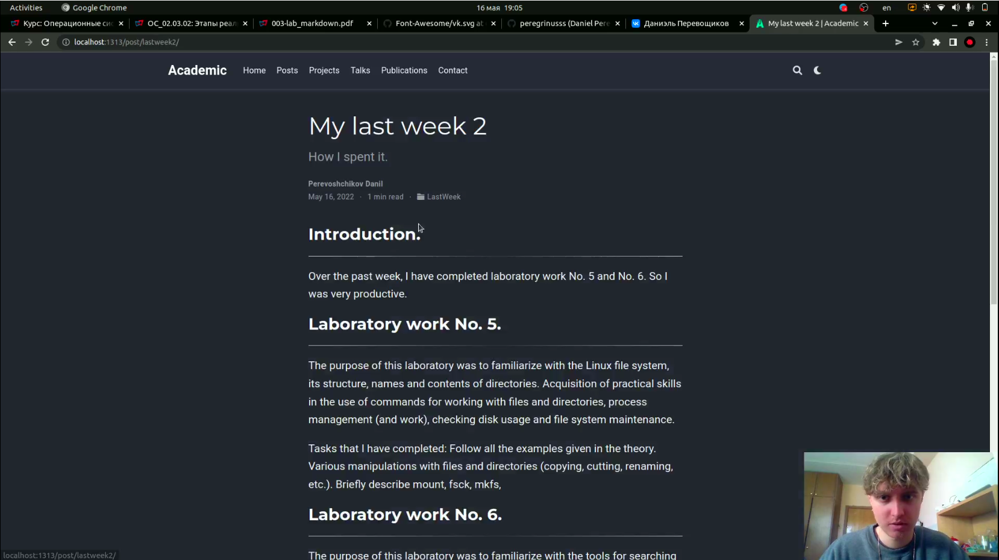 Activities
Google Chrome
16 мая 19:05
en
Курс: Операционные сис
ОС_02.03.02: Этапы реал
003-lab_markdown.pdf
Font-Awesome/vk.svg at
peregrinusss (Daniel Pere
Даниэль Перевощиков
My last week 2 | Academic
localhost:1313/post/lastweek2/
Academic
Home
Posts
Projects
Talks
Publications
Contact
My last week 2
How I spent it.
Perevoshchikov Danil
May 16, 2022 · 1 min read · LastWeek
Introduction.
Over the past week, I have completed laboratory work No. 5 and No. 6. So I
was very productive.
Laboratory work No. 5.
The purpose of this laboratory was to familiarize with the Linux file system,
its structure, names and contents of directories. Acquisition of practical skills
in the use of commands for working with files and directories, process
management (and work), checking disk usage and file system maintenance.
Tasks that I have completed: Follow all the examples given in the theory.
Various manipulations with files and directories (copying, cutting, renaming,
etc.). Briefly describe mount, fsck, mkfs,
Laboratory work No. 6.
The purpose of this laboratory was to familiarize with the tools for searching
localhost:1313/post/lastweek2/